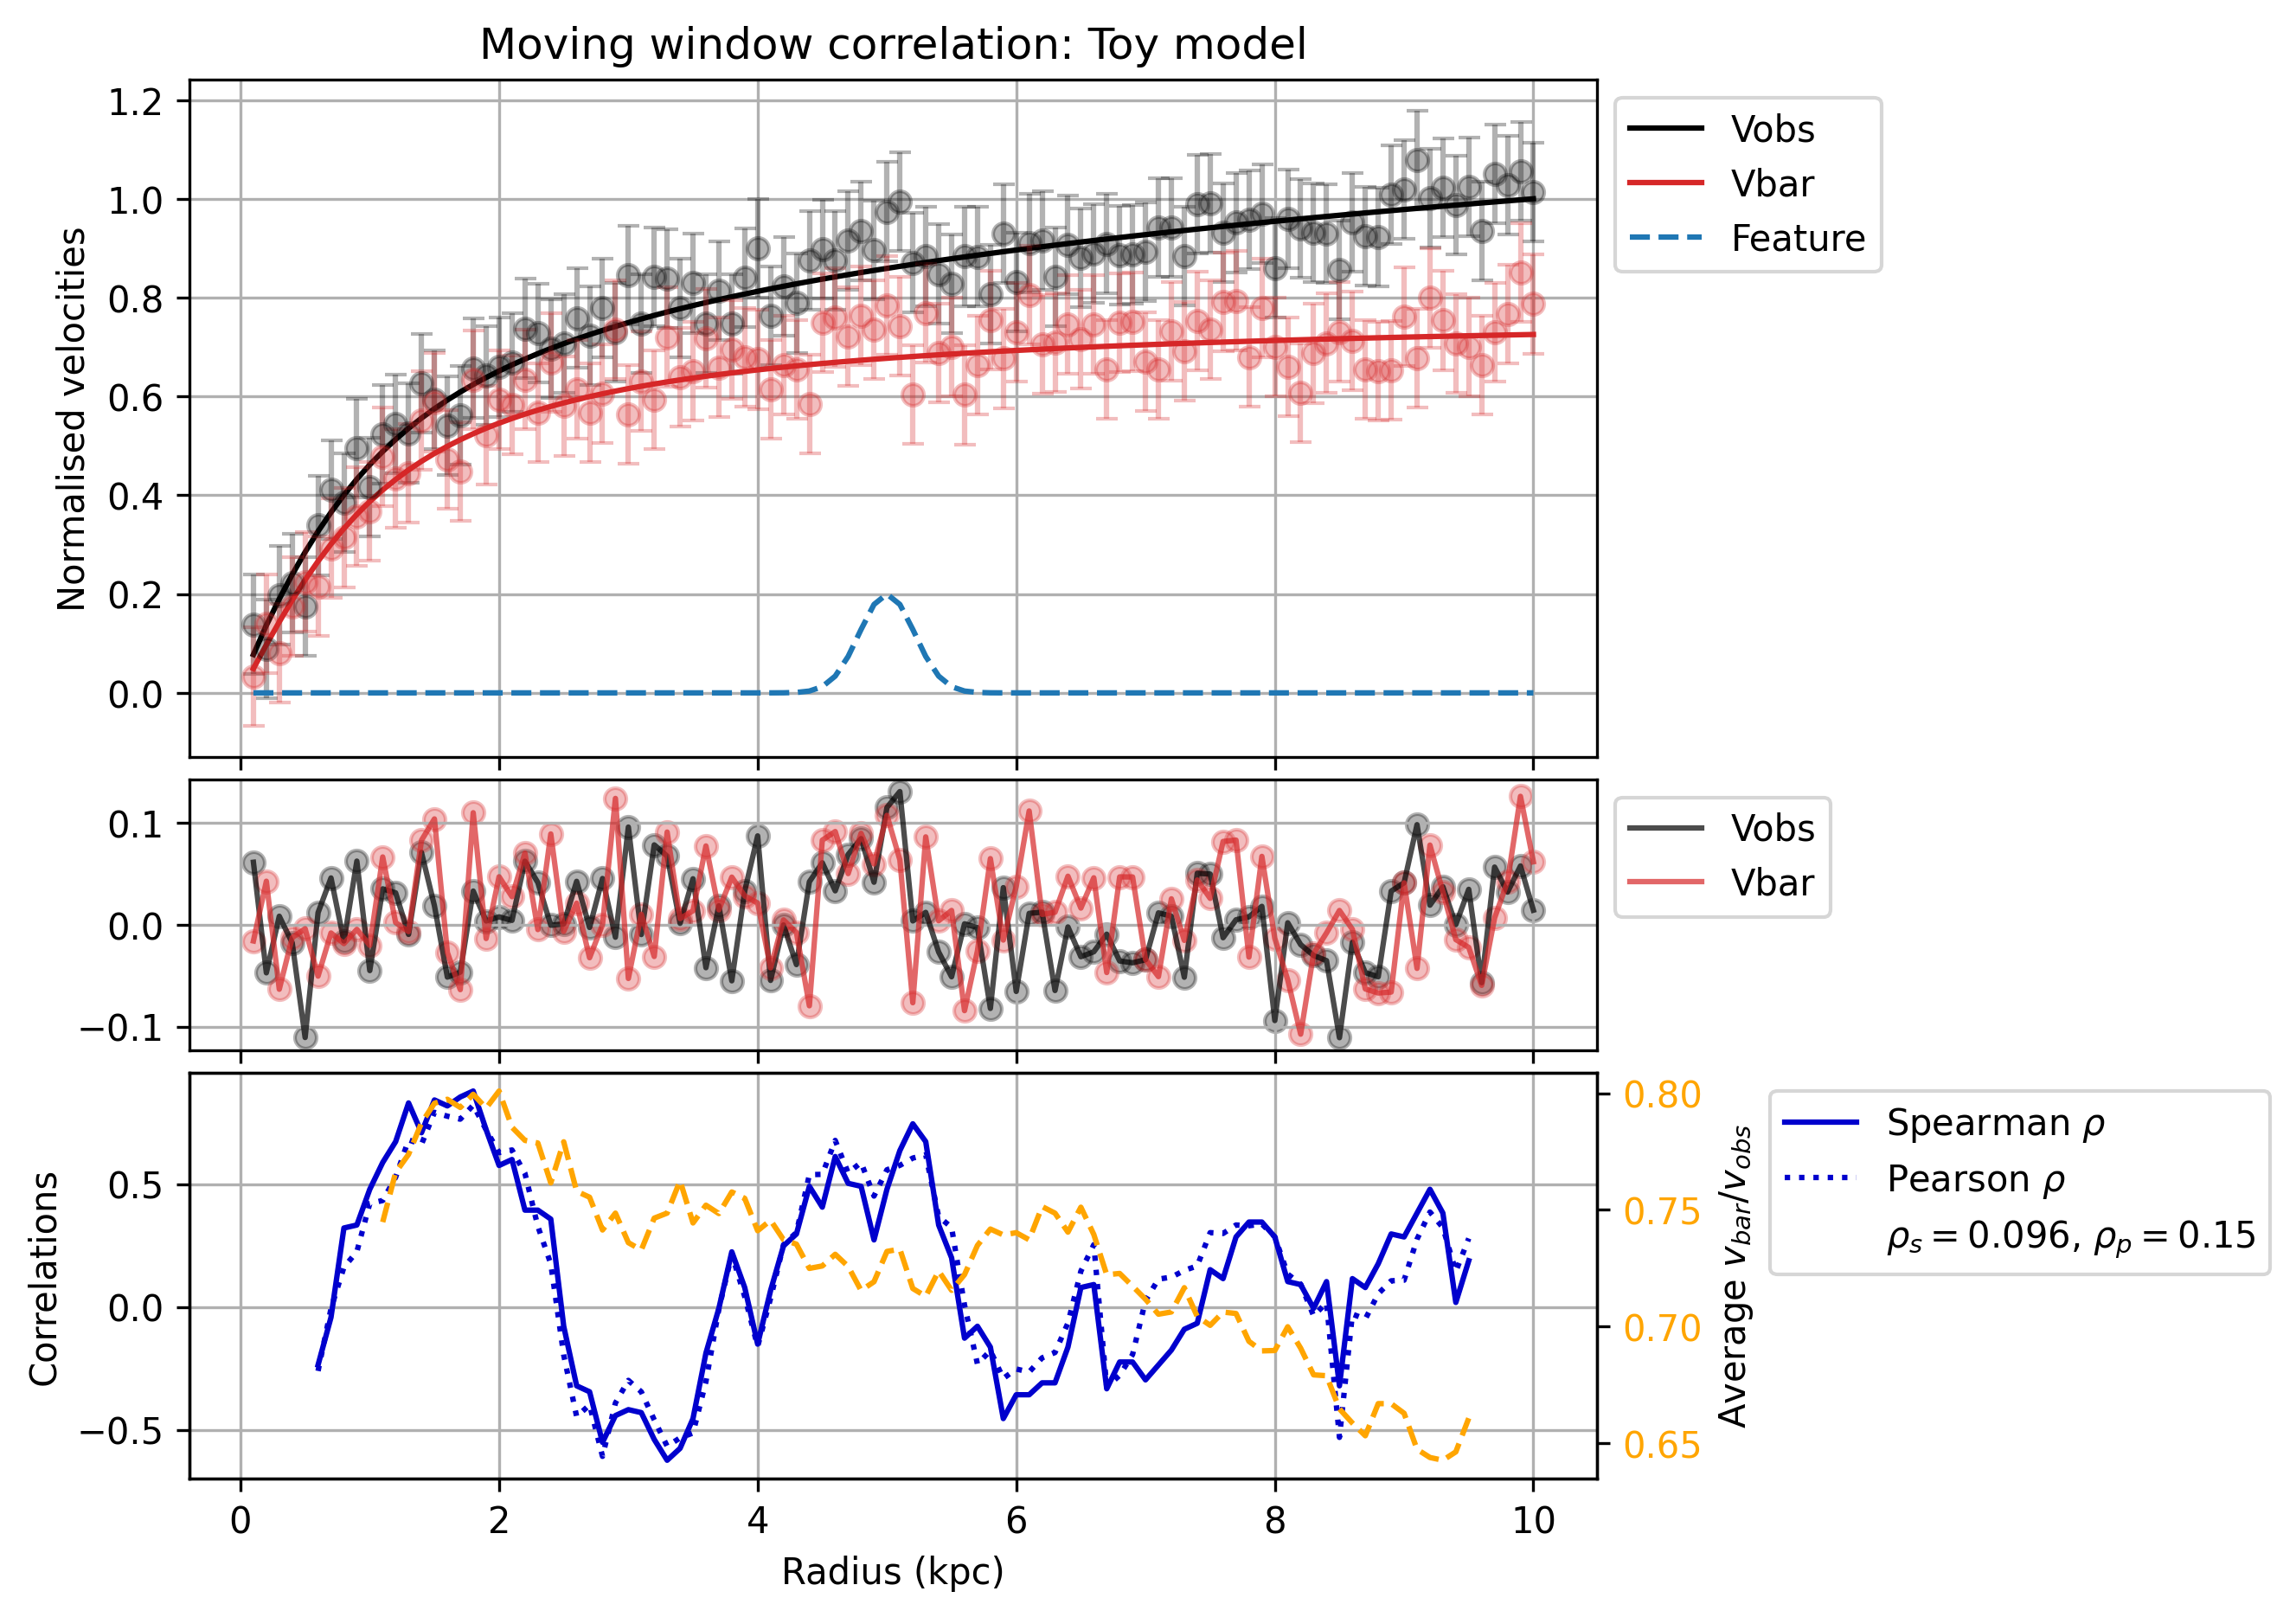 Moving window correlation: Toy model
1.2
1.0
0.8
0.6
0.4
0.2
0.0
Normalised velocities
Vobs
Vbar
Feature
0.1
0.0
−0.1
Vobs
Vbar
0.5
0.0
−0.5
Correlations
0.80
0.75
0.70
0.65
Average v_bar/v_obs
Spearman ρ
Pearson ρ
ρ_s = 0.096, ρ_p = 0.15
0 2 4 6 8 10
Radius (kpc)